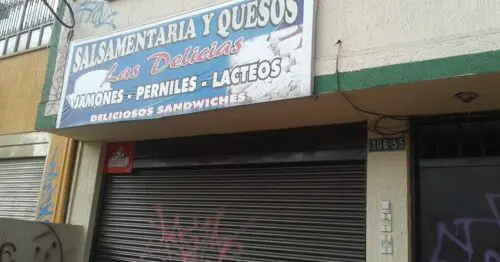 SALSAMENTARIA Y QUESOS
Las Delicias
JAMONES - PERNILES - LACTEOS
DELICIOSOS SANDWICHES
106-55